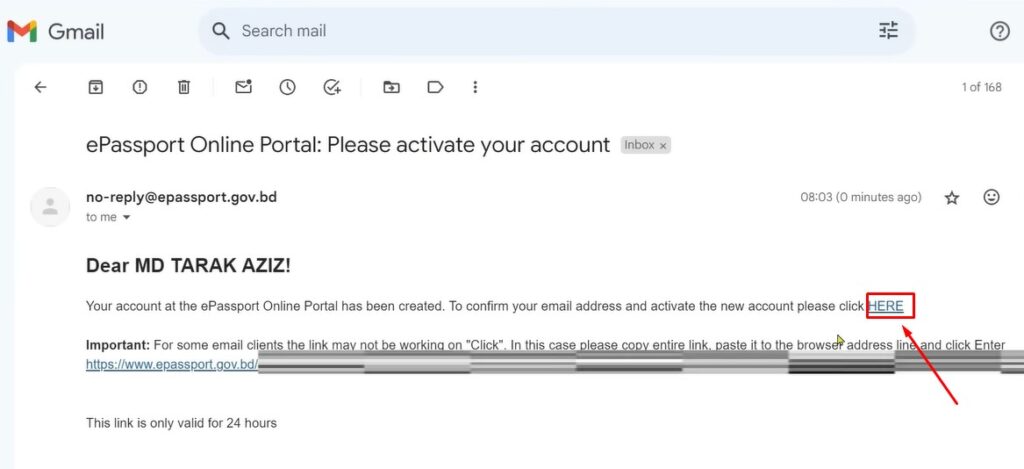 Gmail
Search mail
1 of 168
ePassport Online Portal: Please activate your account Inbox x
no-reply@epassport.gov.bd 08:03 (0 minutes ago)
to me
Dear MD TARAK AZIZ!
Your account at the ePassport Online Portal has been created. To confirm your email address and activate the new account please click HERE
Important: For some email clients the link may not be working on "Click". In this case please copy entire link, paste it to the browser address line and click Enter
https://www.epassport.gov.bd/
This link is only valid for 24 hours